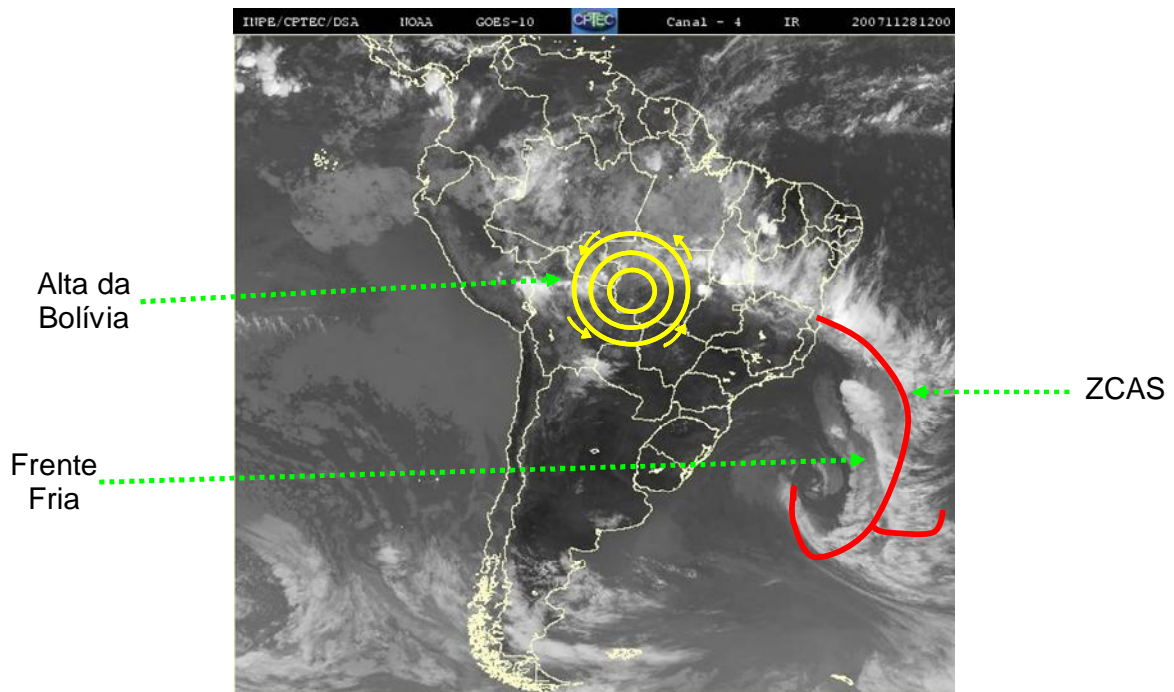 INPE/CPTEC/DSA NOAA GOES-10 CPTEC Canal - 4 IR 200711281200
Alta da
Bolívia
ZCAS
Frente
Fria